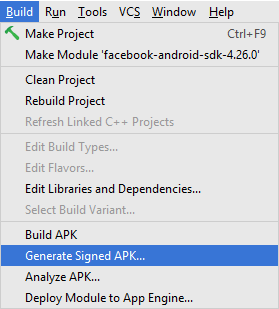 Build Run Tools VCS Window Help
Make Project Ctrl+F9
Make Module 'facebook-android-sdk-4.26.0'
Clean Project
Rebuild Project
Refresh Linked C++ Projects
Edit Build Types...
Edit Flavors...
Edit Libraries and Dependencies...
Select Build Variant...
Build APK
Generate Signed APK...
Analyze APK...
Deploy Module to App Engine...